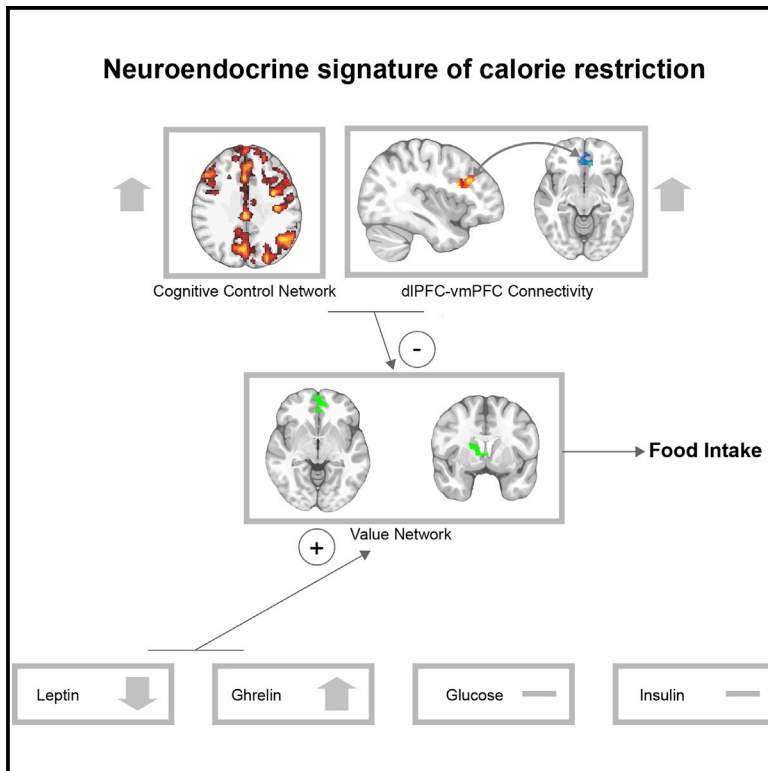 Neuroendocrine signature of calorie restriction
Cognitive Control Network
dlPFC-vmPFC Connectivity
-
Food Intake
Value Network
+
Leptin
Ghrelin
Glucose
Insulin